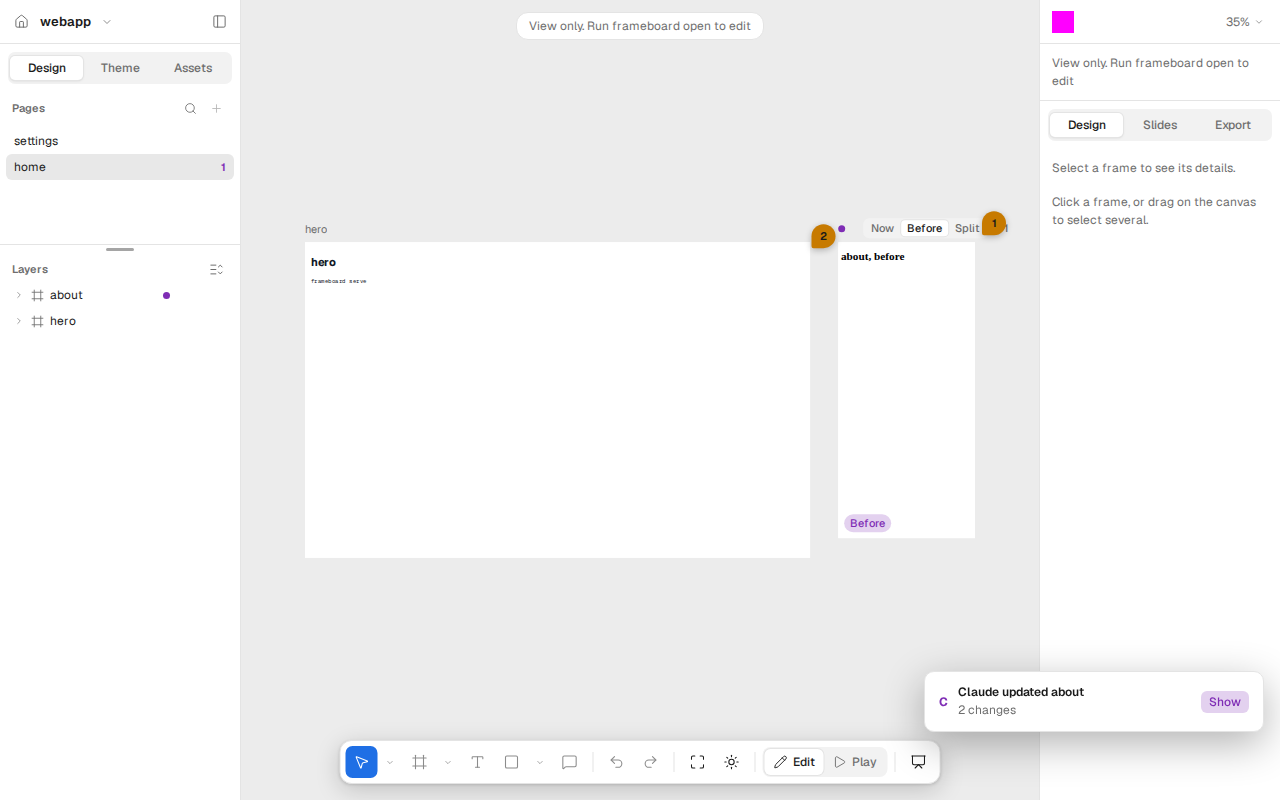 webapp
View only. Run frameboard open to edit
35%
Design
Theme
Assets
View only. Run frameboard open to
edit
Pages
Design
Slides
Export
settings
home
1
Select a frame to see its details.
Click a frame, or drag on the canvas
to select several.
Layers
about
hero
hero
2
Now
Before
Split
1
hero
frameboard serve
about, before
Before
C
Claude updated about
2 changes
Show
Edit
Play